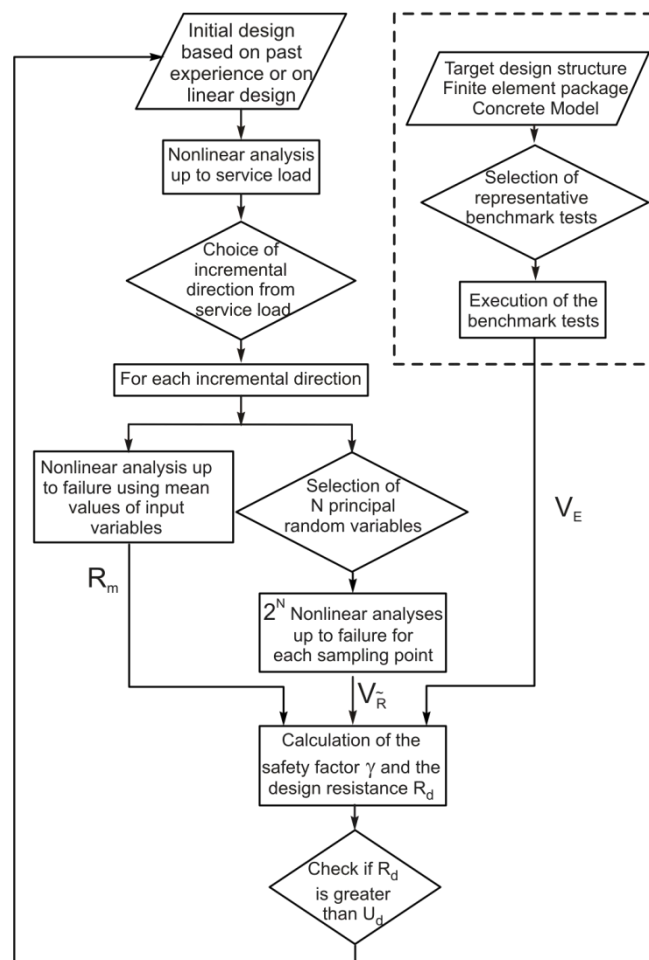 Initial design
based on past
experience or on
linear design
Nonlinear analysis
up to service load
Choice of
incremental
direction from
service load
For each incremental direction
Nonlinear analysis up
to failure using mean
values of input
variables
R_m
Selection of
N principal
random variables
2^N Nonlinear analyses
up to failure for
each sampling point
V_R̃
Target design structure
Finite element package
Concrete Model
Selection of
representative
benchmark tests
Execution of the
benchmark tests
V_E
Calculation of the
safety factor γ and the
design resistance R_d
Check if R_d
is greater
than U_d